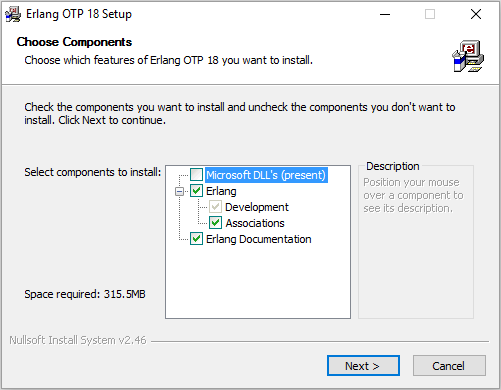 Erlang OTP 18 Setup
Choose Components
Choose which features of Erlang OTP 18 you want to install.
Check the components you want to install and uncheck the components you don't want to
install. Click Next to continue.
Select components to install:
Microsoft DLL's (present)
Erlang
Development
Associations
Erlang Documentation
Description
Position your mouse
over a component to
see its description.
Space required: 315.5MB
Nullsoft Install System v2.46
Next >
Cancel